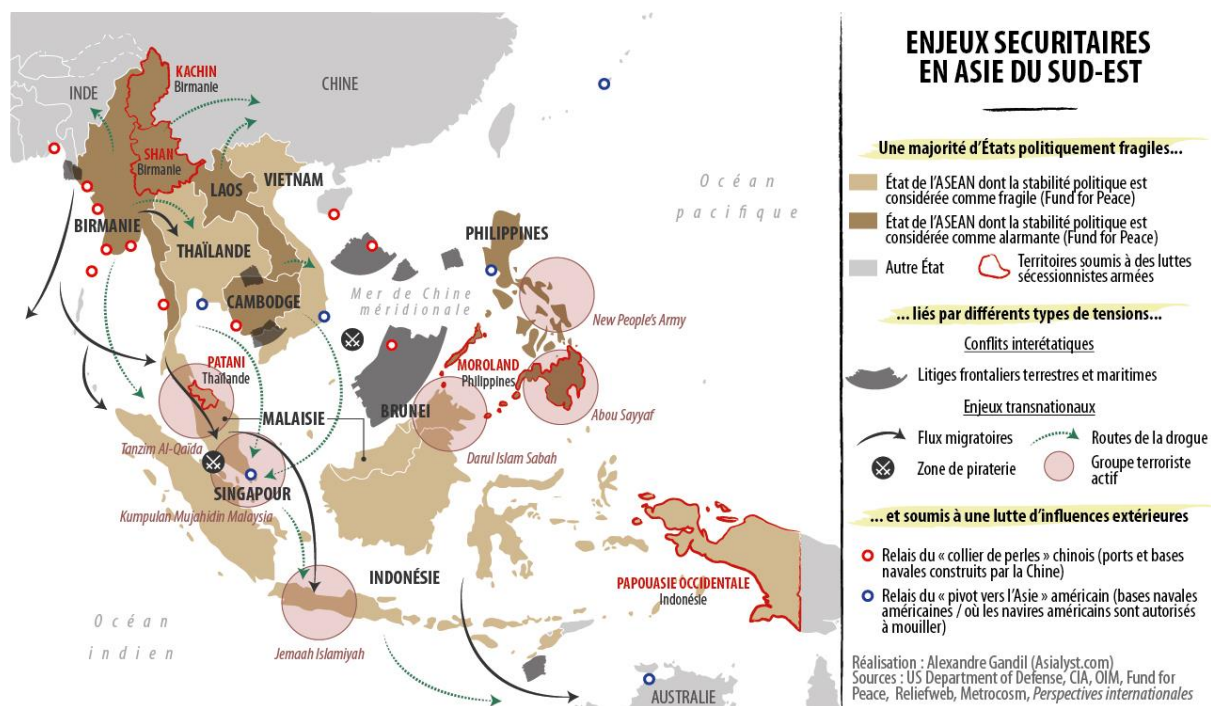 KACHIN
Birmanie
INDE
CHINE
SHAN
Birmanie
LAOS
VIETNAM
BIRMANIE
THAÏLANDE
CAMBODGE
Mer de Chine
méridionale
PHILIPPINES
Océan
pacifique
New People's Army
PATANI
Thaïlande
MOROLAND
Philippines
Abou Sayyaf
MALAISIE
BRUNEI
Tanzim Al-Qaïda
Darul Islam Sabah
SINGAPOUR
Kumpulan Mujahidin Malaysia
INDONÉSIE
PAPOUASIE OCCIDENTALE
Indonésie
Océan
indien
Jemaah Islamiyah
AUSTRALIE
ENJEUX SECURITAIRES
EN ASIE DU SUD-EST
Une majorité d'États politiquement fragiles...
État de l'ASEAN dont la stabilité politique est
considérée comme fragile (Fund for Peace)
État de l'ASEAN dont la stabilité politique est
considérée comme alarmante (Fund for Peace)
Autre État
Territoires soumis à des luttes
sécessionnistes armées
... liés par différents types de tensions...
Conflits interétatiques
Litiges frontaliers terrestres et maritimes
Enjeux transnationaux
Flux migratoires
Routes de la drogue
Zone de piraterie
Groupe terroriste
actif
... et soumis à une lutte d'influences extérieures
Relais du « collier de perles » chinois (ports et bases
navales construits par la Chine)
Relais du « pivot vers l'Asie » américain (bases navales
américaines / où les navires américains sont autorisés
à mouiller)
Réalisation : Alexandre Gandil (Asialyst.com)
Sources : US Department of Defense, CIA, OIM, Fund for
Peace, Reliefweb, Metrocosm, Perspectives internationales